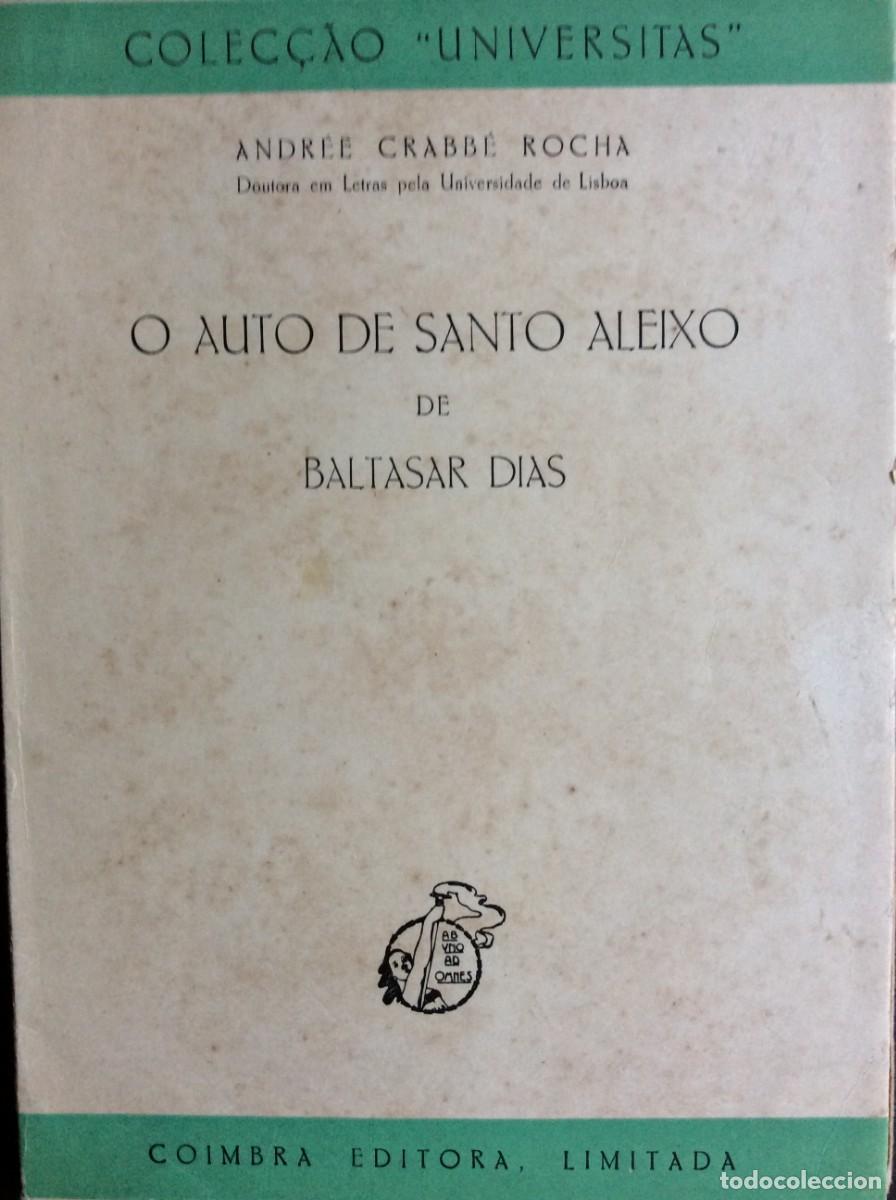 COLECÇÃO "UNIVERSITAS"
ANDRÉE CRABBÉ ROCHA
Doutora em Letras pela Universidade de Lisboa
O AUTO DE SANTO ALEIXO
DE
BALTASAR DIAS
AB
VNO
AD
OMNES
COIMBRA EDITORA, LIMITADA
todocoleccion